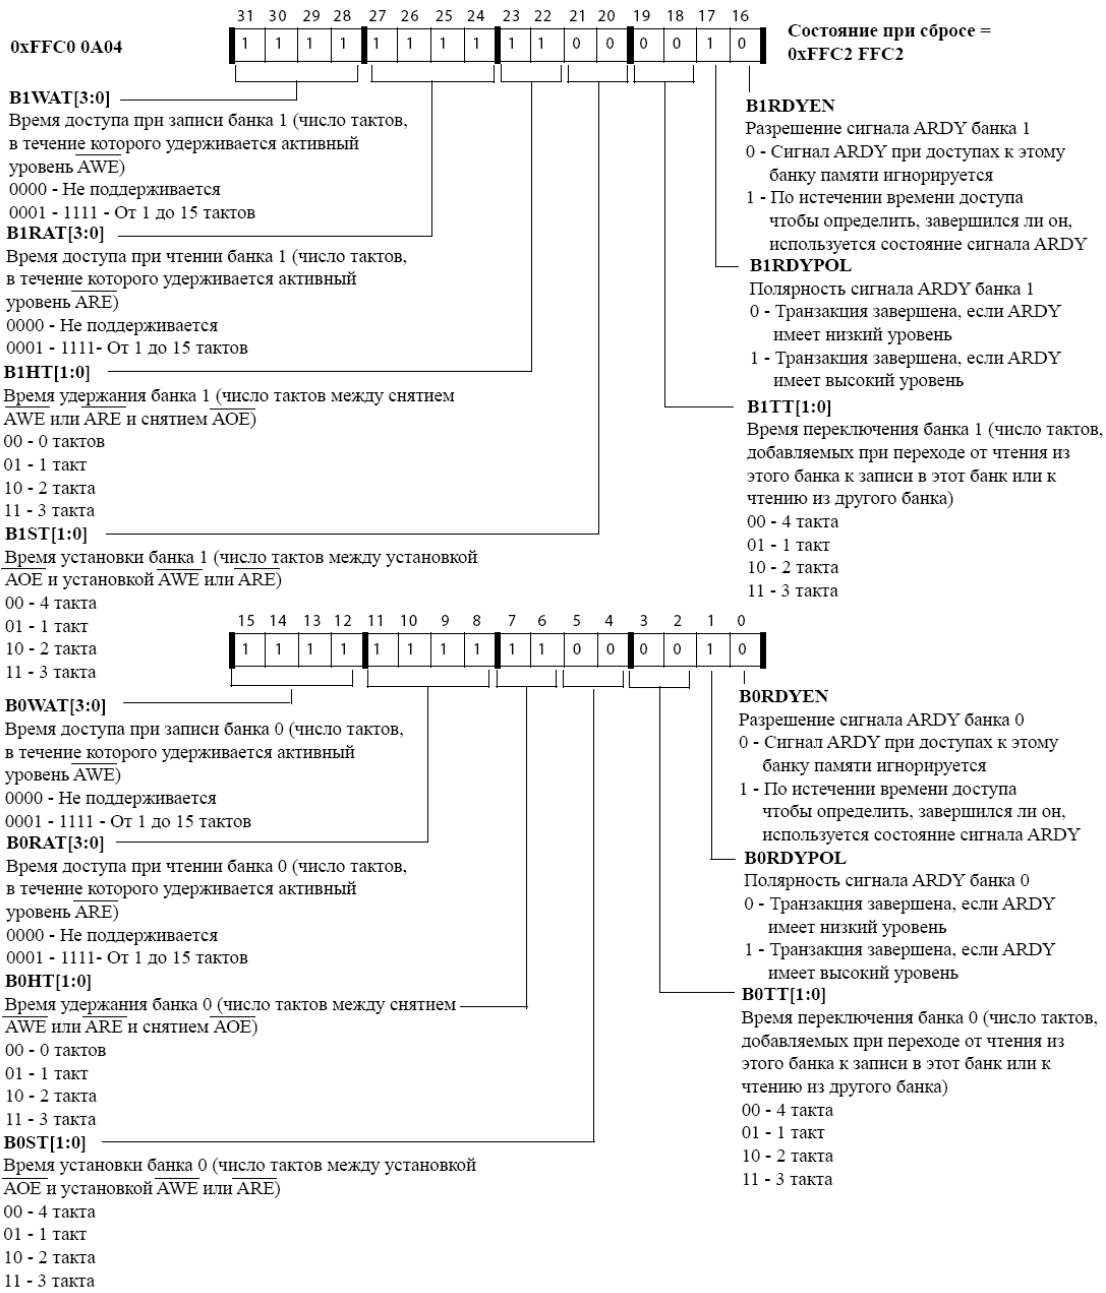 31 30 29 28 27 26 25 24 23 22 21 20 19 18 17 16
0xFFC0 0A04
1 1 1 1 1 1 1 1 1 1 0 0 0 0 1 0
Состояние при сбросе =
0xFFC2 FFC2
B1WAT[3:0]
Время доступа при записи банка 1 (число тактов,
в течение которого удерживается активный
уровень AWE)
0000 - Не поддерживается
0001 - 1111 - От 1 до 15 тактов
B1RAT[3:0]
Время доступа при чтении банка 1 (число тактов,
в течение которого удерживается активный
уровень ARE)
0000 - Не поддерживается
0001 - 1111- От 1 до 15 тактов
B1HT[1:0]
Время удержания банка 1 (число тактов между снятием
AWE или ARE и снятием AOE)
00 - 0 тактов
01 - 1 такт
10 - 2 такта
11 - 3 такта
B1ST[1:0]
Время установки банка 1 (число тактов между установкой
AOE и установкой AWE или ARE)
00 - 4 такта
01 - 1 такт
10 - 2 такта
11 - 3 такта
B1RDYEN
Разрешение сигнала ARDY банка 1
0 - Сигнал ARDY при доступах к этому
банку памяти игнорируется
1 - По истечении времени доступа
чтобы определить, завершился ли он,
используется состояние сигнала ARDY
B1RDYPOL
Полярность сигнала ARDY банка 1
0 - Транзакция завершена, если ARDY
имеет низкий уровень
1 - Транзакция завершена, если ARDY
имеет высокий уровень
B1TT[1:0]
Время переключения банка 1 (число тактов,
добавляемых при переходе от чтения из
этого банка к записи в этот банк или к
чтению из другого банка)
00 - 4 такта
01 - 1 такт
10 - 2 такта
11 - 3 такта
15 14 13 12 11 10 9 8 7 6 5 4 3 2 1 0
1 1 1 1 1 1 1 1 1 1 0 0 0 0 1 0
B0WAT[3:0]
Время доступа при записи банка 0 (число тактов,
в течение которого удерживается активный
уровень AWE)
0000 - Не поддерживается
0001 - 1111 - От 1 до 15 тактов
B0RAT[3:0]
Время доступа при чтении банка 0 (число тактов,
в течение которого удерживается активный
уровень ARE)
0000 - Не поддерживается
0001 - 1111- От 1 до 15 тактов
B0HT[1:0]
Время удержания банка 0 (число тактов между снятием
AWE или ARE и снятием AOE)
00 - 0 тактов
01 - 1 такт
10 - 2 такта
11 - 3 такта
B0ST[1:0]
Время установки банка 0 (число тактов между установкой
AOE и установкой AWE или ARE)
00 - 4 такта
01 - 1 такт
10 - 2 такта
11 - 3 такта
B0RDYEN
Разрешение сигнала ARDY банка 0
0 - Сигнал ARDY при доступах к этому
банку памяти игнорируется
1 - По истечении времени доступа
чтобы определить, завершился ли он,
используется состояние сигнала ARDY
B0RDYPOL
Полярность сигнала ARDY банка 0
0 - Транзакция завершена, если ARDY
имеет низкий уровень
1 - Транзакция завершена, если ARDY
имеет высокий уровень
B0TT[1:0]
Время переключения банка 0 (число тактов,
добавляемых при переходе от чтения из
этого банка к записи в этот банк или к
чтению из другого банка)
00 - 4 такта
01 - 1 такт
10 - 2 такта
11 - 3 такта